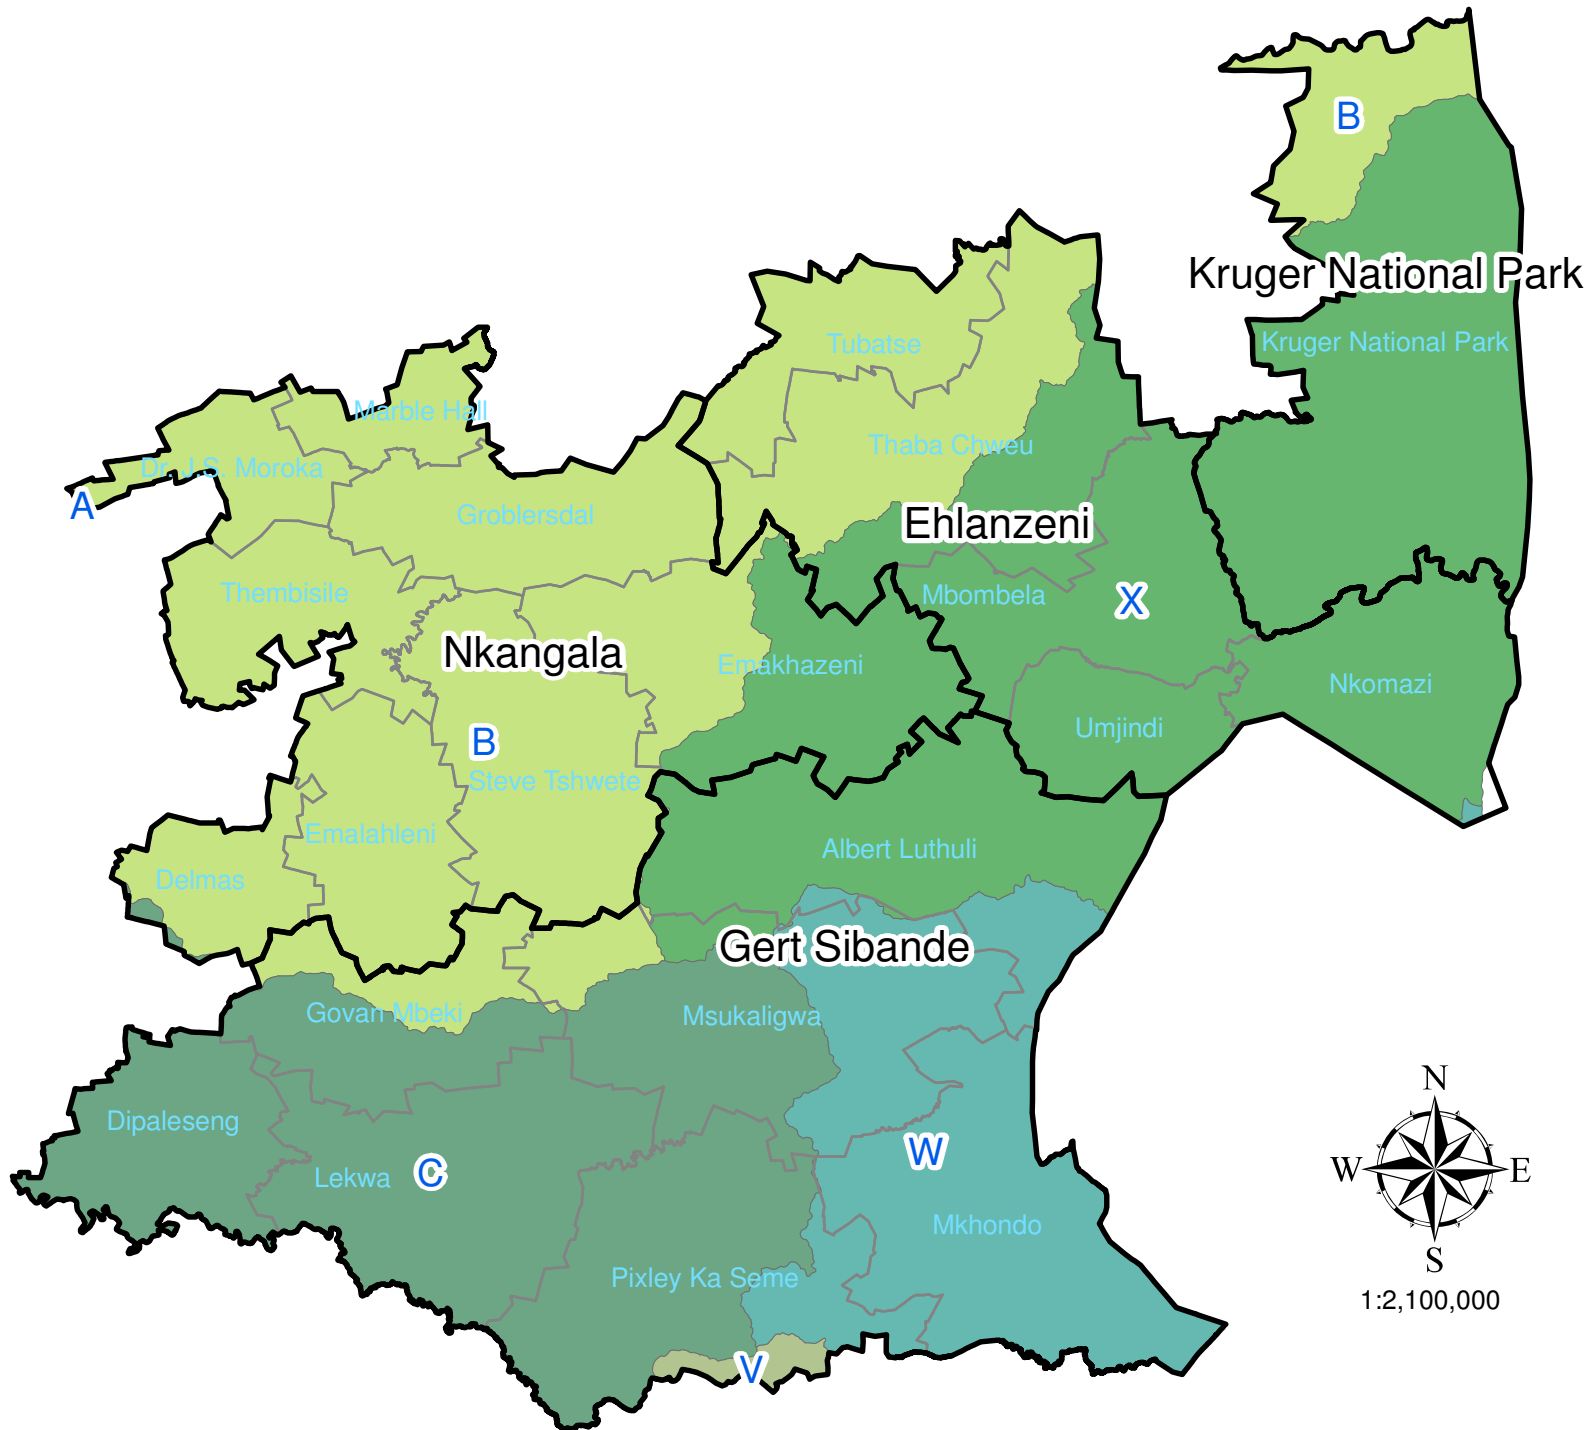 B
Kruger National Park
Kruger National Park
Tubatse
Marble Hall
Thaba Chweu
Dr. J.S. Moroka
A
Groblersdal
Ehlanzeni
Thembisile
Mbombela
X
Nkangala
Emakhazeni
Nkomazi
Umjindi
B
Steve Tshwete
Emalahleni
Albert Luthuli
Delmas
Gert Sibande
Govan Mbeki
Msukaligwa
N
Dipaleseng
W
E
Lekwa
C
W
Mkhondo
S
Pixley Ka Seme
1:2,100,000
V